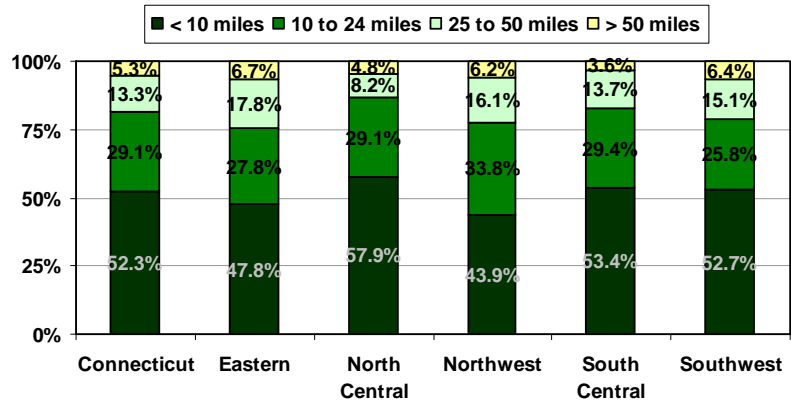 < 10 miles 10 to 24 miles 25 to 50 miles > 50 miles
100%
5.3% 6.7% 4.8% 6.2% 3.6% 6.4%
13.3% 17.8% 8.2% 16.1% 13.7% 15.1%
75%
29.1% 27.8% 29.1% 33.8% 29.4% 25.8%
50%
52.3% 47.8% 57.9% 43.9% 53.4% 52.7%
25%
0%
Connecticut Eastern North Northwest South Southwest
Central Central